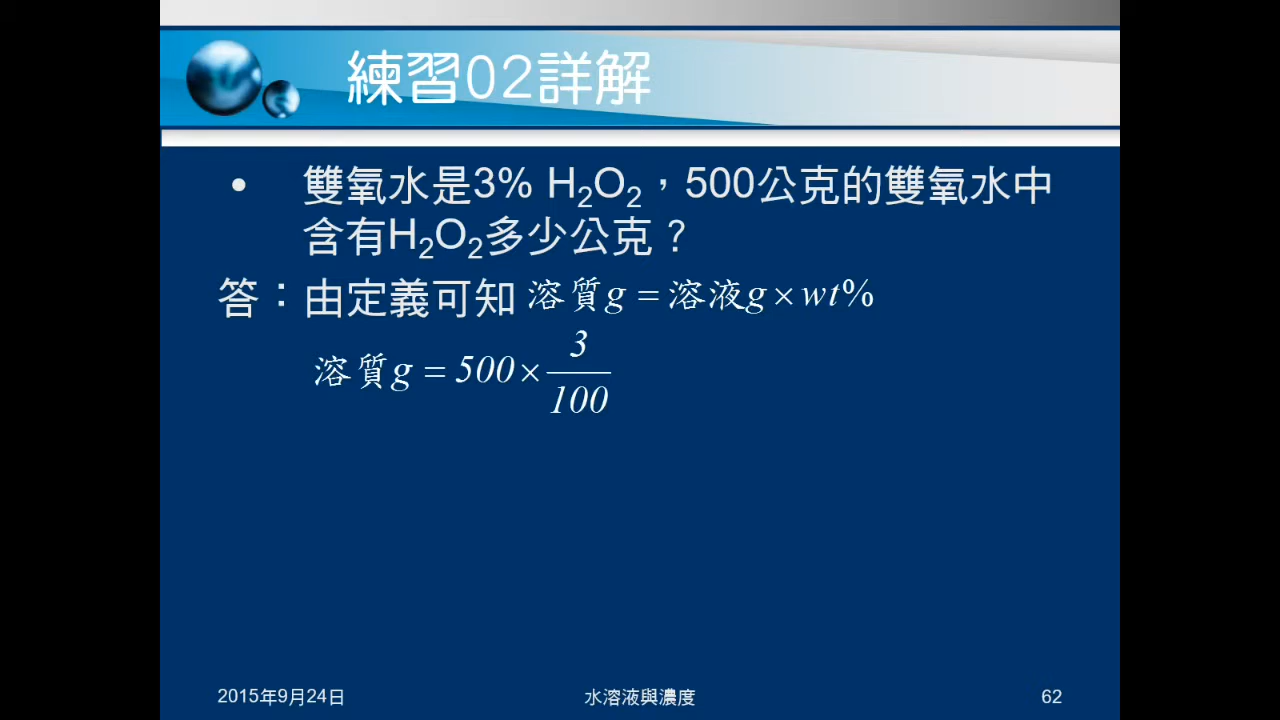 練習02詳解
• 雙氧水是3% H₂O₂，500公克的雙氧水中
含有H₂O₂多少公克？
答：由定義可知 溶質g = 溶液g × wt%
溶質g = 500 × 3/100
2015年9月24日 水溶液與濃度 62